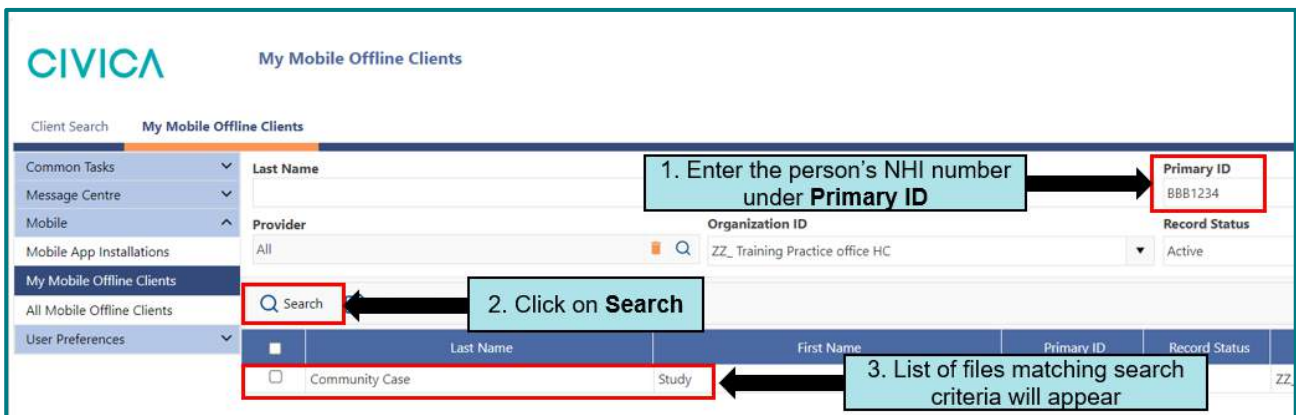 CIVICA
My Mobile Offline Clients
Client Search
My Mobile Offline Clients
Common Tasks
Message Centre
Mobile
Mobile App Installations
My Mobile Offline Clients
All Mobile Offline Clients
User Preferences
Last Name
1. Enter the person’s NHI number
under Primary ID
Primary ID
BBB1234
Provider
Organization ID
Record Status
All
ZZ_ Training Practice office HC
Active
Search
2. Click on Search
Last Name
First Name
Primary ID
Record Status
Community Case
Study
3. List of files matching search
criteria will appear
ZZ_